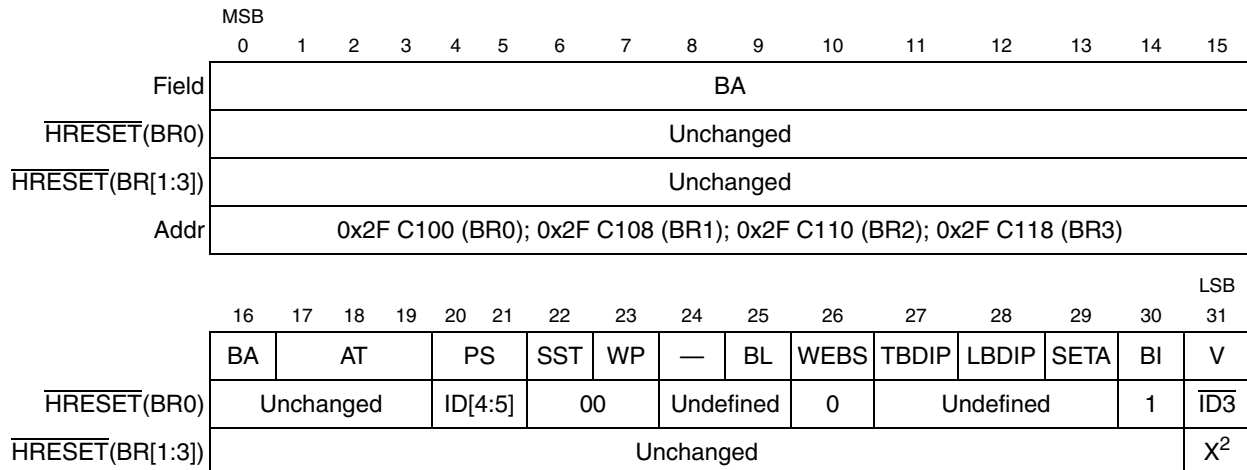 MSB
0 1 2 3 4 5 6 7 8 9 10 11 12 13 14 15
Field BA
HRESET(BR0) Unchanged
HRESET(BR[1:3]) Unchanged
Addr 0x2F C100 (BR0); 0x2F C108 (BR1); 0x2F C110 (BR2); 0x2F C118 (BR3)
LSB
16 17 18 19 20 21 22 23 24 25 26 27 28 29 30 31
BA AT PS SST WP — BL WEBS TBDIP LBDIP SETA BI V
HRESET(BR0) Unchanged ID[4:5] 00 Undefined 0 Undefined 1 ID3
HRESET(BR[1:3]) Unchanged X2